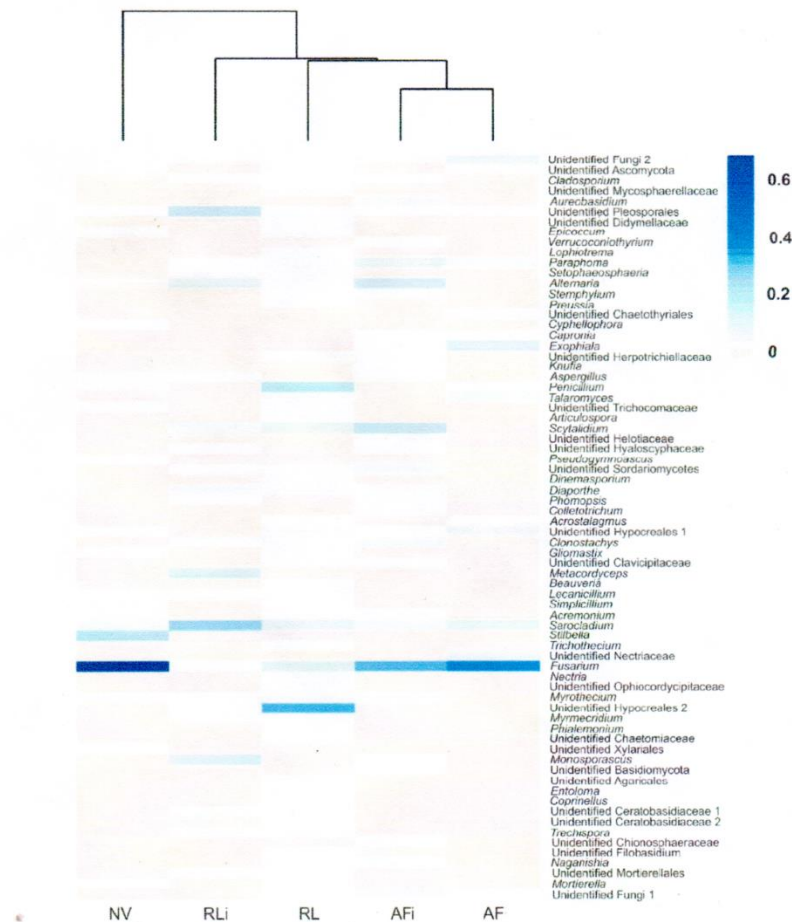 Unidentified Fungi 2
Unidentified Ascomycota
Cladosporium
Unidentified Mycosphaerellaceae
Aureobasidium
Unidentified Pleosporales
Unidentified Didymellaceae
Epicoccum
Verrucoconiothyrium
Lophiotrema
Paraphoma
Setophaeosphaeria
Alternaria
Stemphylium
Preussia
Unidentified Chaetothyriales
Cyphellophora
Capronia
Exophiala
Unidentified Herpotrichiellaceae
Knufia
Aspergillus
Penicillium
Talaromyces
Unidentified Trichocomaceae
Articulospora
Scytalidium
Unidentified Helotiaceae
Unidentified Hyaloscyphaceae
Pseudogymnoascus
Unidentified Sordariomycetes
Dinemasporium
Diaporthe
Phomopsis
Colletotrichum
Acrostalagmus
Unidentified Hypocreales 1
Clonostachys
Gliomastix
Unidentified Clavicipitaceae
Metacordyceps
Beauveria
Lecanicillium
Simplicillium
Acremonium
Sarocladium
Stilbella
Trichothecium
Unidentified Nectriaceae
Fusarium
Nectria
Unidentified Ophiocordycipitaceae
Myrothecium
Unidentified Hypocreales 2
Myrmecridium
Phialemonium
Unidentified Chaetomiaceae
Unidentified Xylariales
Monosporascus
Unidentified Basidiomycota
Unidentified Agaricales
Entoloma
Coprinellus
Unidentified Ceratobasidiaceae 1
Unidentified Ceratobasidiaceae 2
Trechispora
Unidentified Chionosphaeraceae
Unidentified Filobasidium
Naganishia
Unidentified Mortierellales
Mortierella
Unidentified Fungi 1
0.6
0.4
0.2
0
NV RLi RL AFi AF